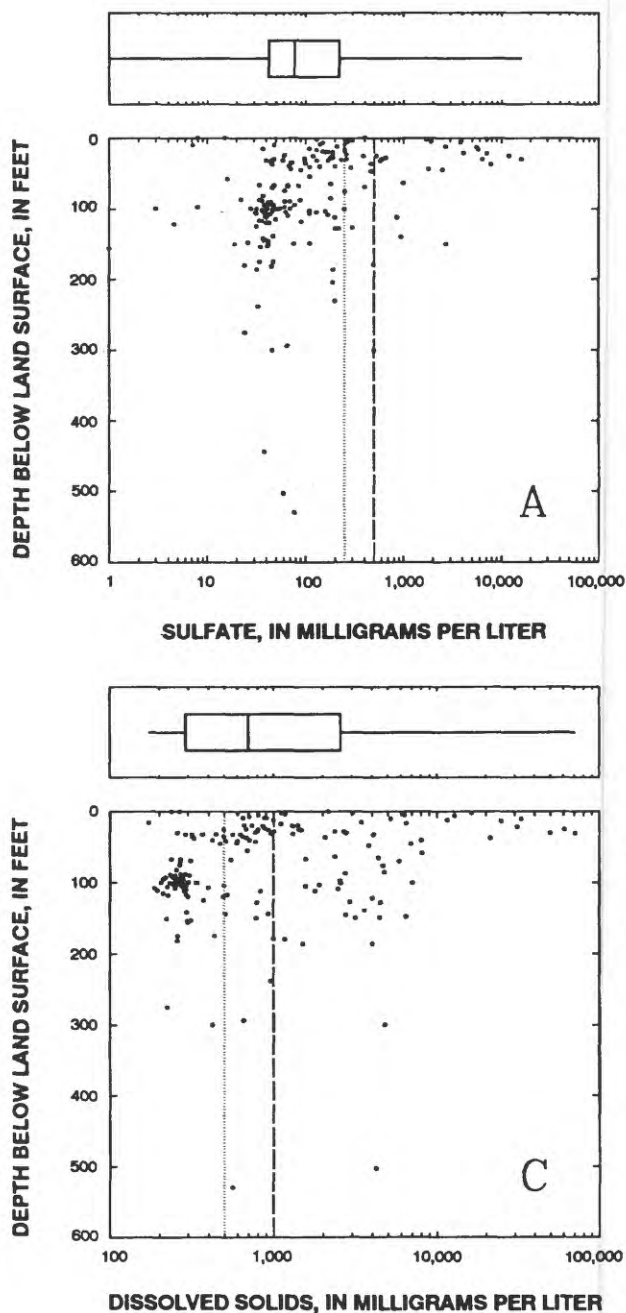 DEPTH BELOW LAND SURFACE, IN FEET
0
100
200
300
400
500
600
A
1 10 100 1,000 10,000 100,000
SULFATE, IN MILLIGRAMS PER LITER
DEPTH BELOW LAND SURFACE, IN FEET
0
100
200
300
400
500
600
C
100 1,000 10,000 100,000
DISSOLVED SOLIDS, IN MILLIGRAMS PER LITER